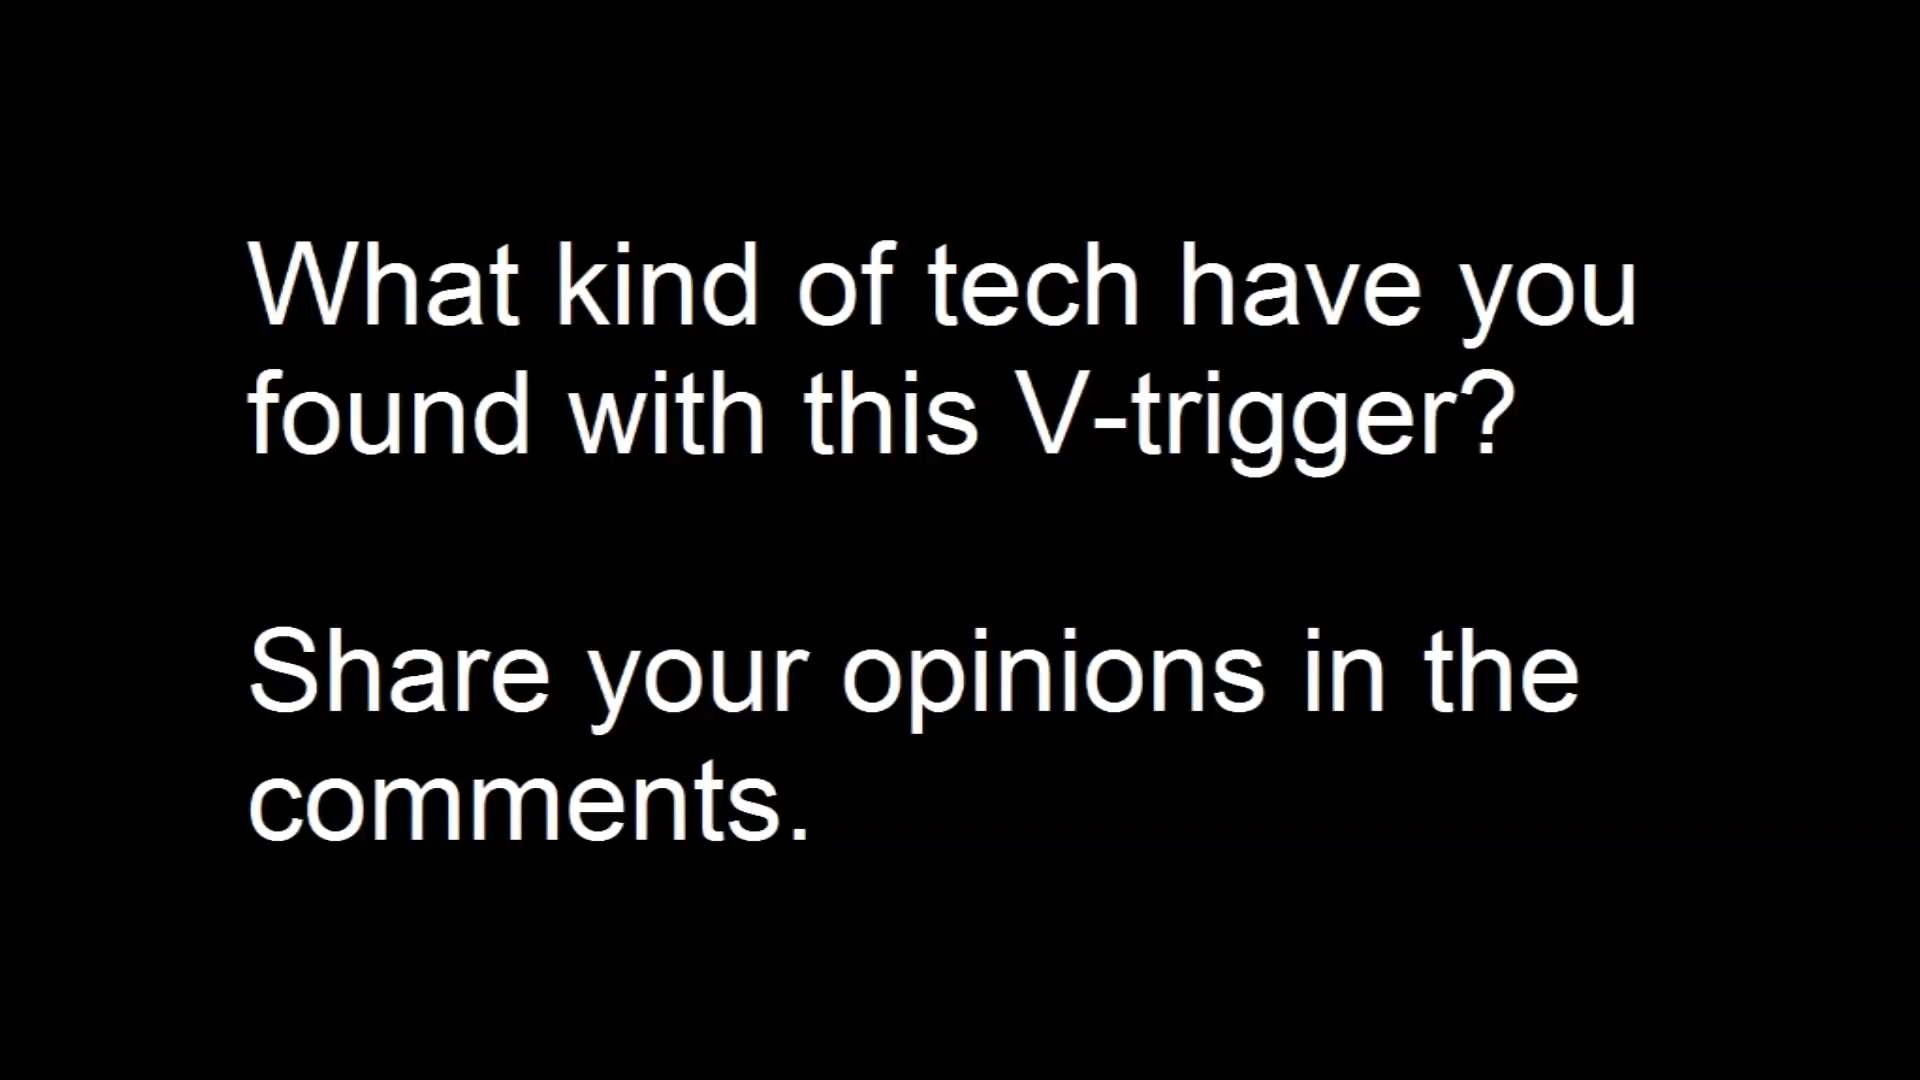 What kind of tech have you
found with this V-trigger?
Share your opinions in the
comments.